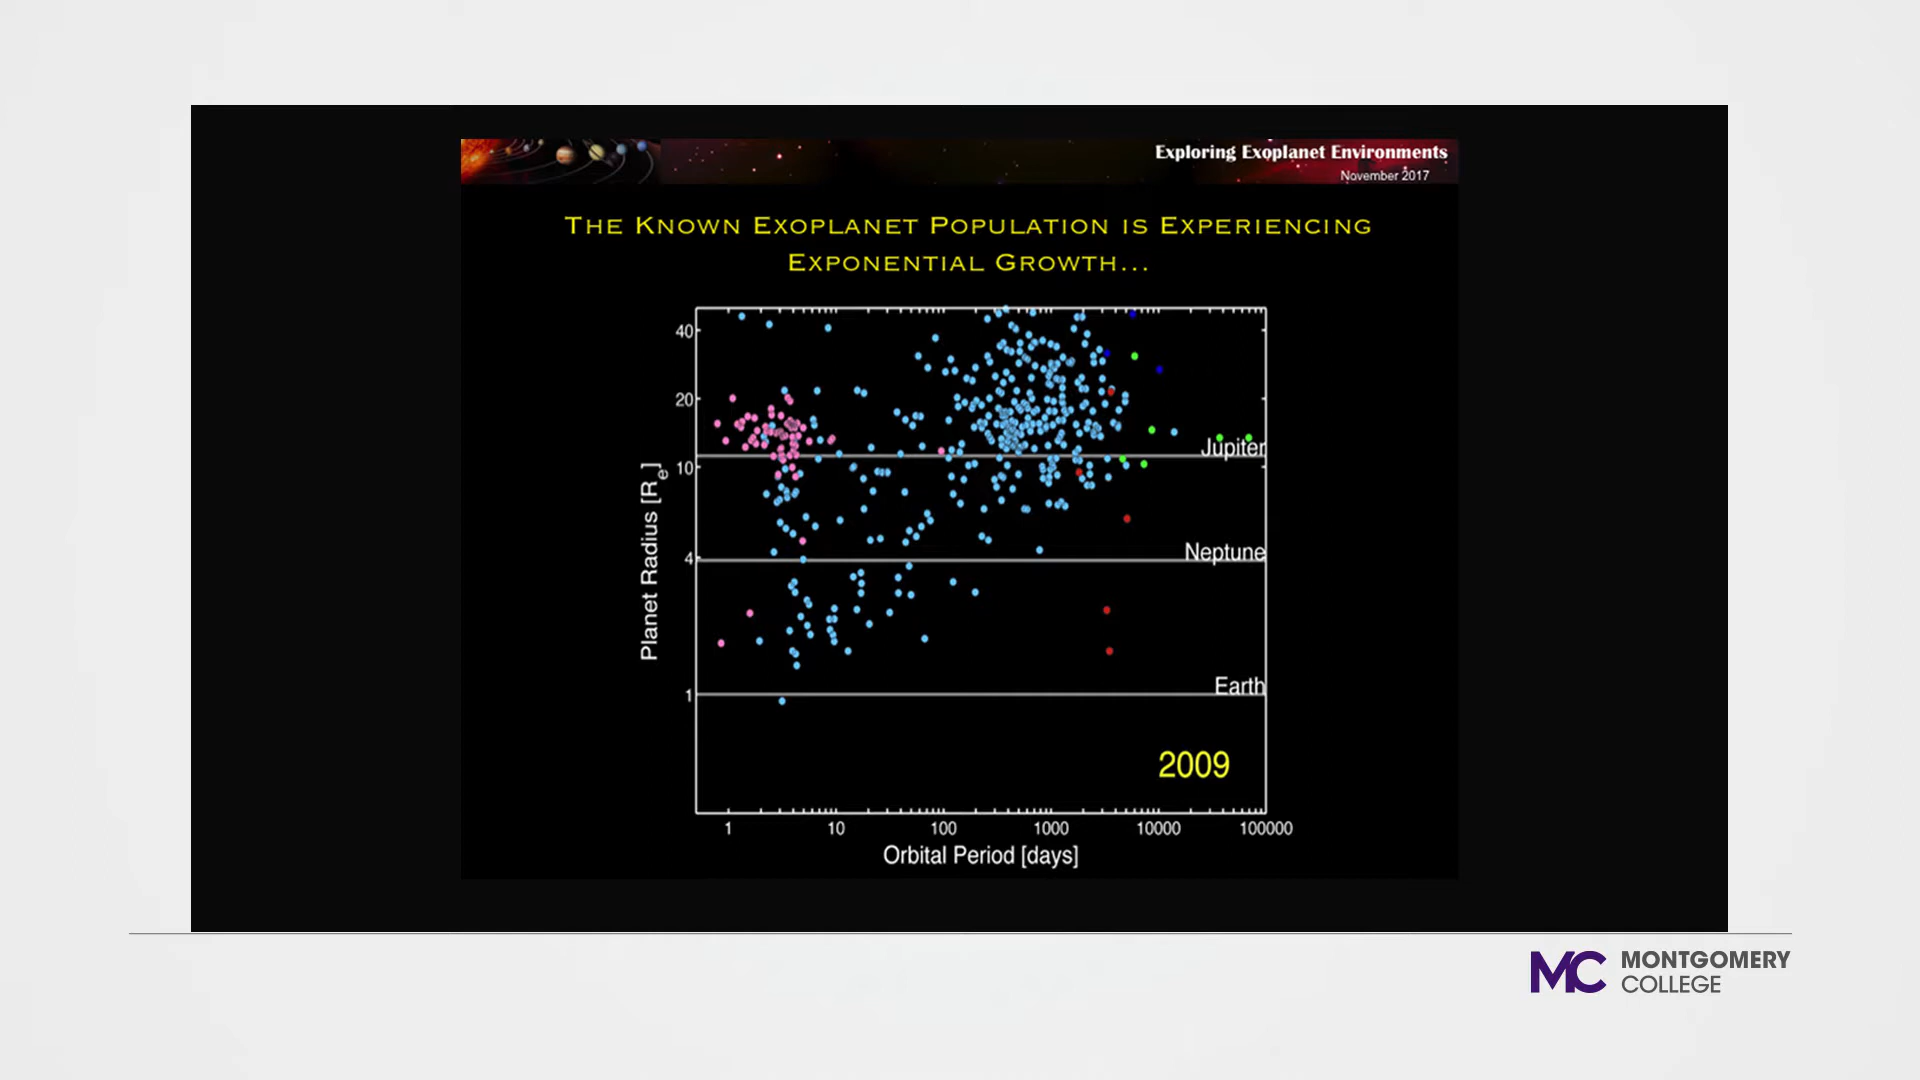 Exploring Exoplanet Environments
November 2017
THE KNOWN EXOPLANET POPULATION IS EXPERIENCING
EXPONENTIAL GROWTH...
40
20
Jupiter
10
Neptune
4
Earth
1
Planet Radius [Re]
2009
1 10 100 1000 10000 100000
Orbital Period [days]
MC MONTGOMERY
COLLEGE